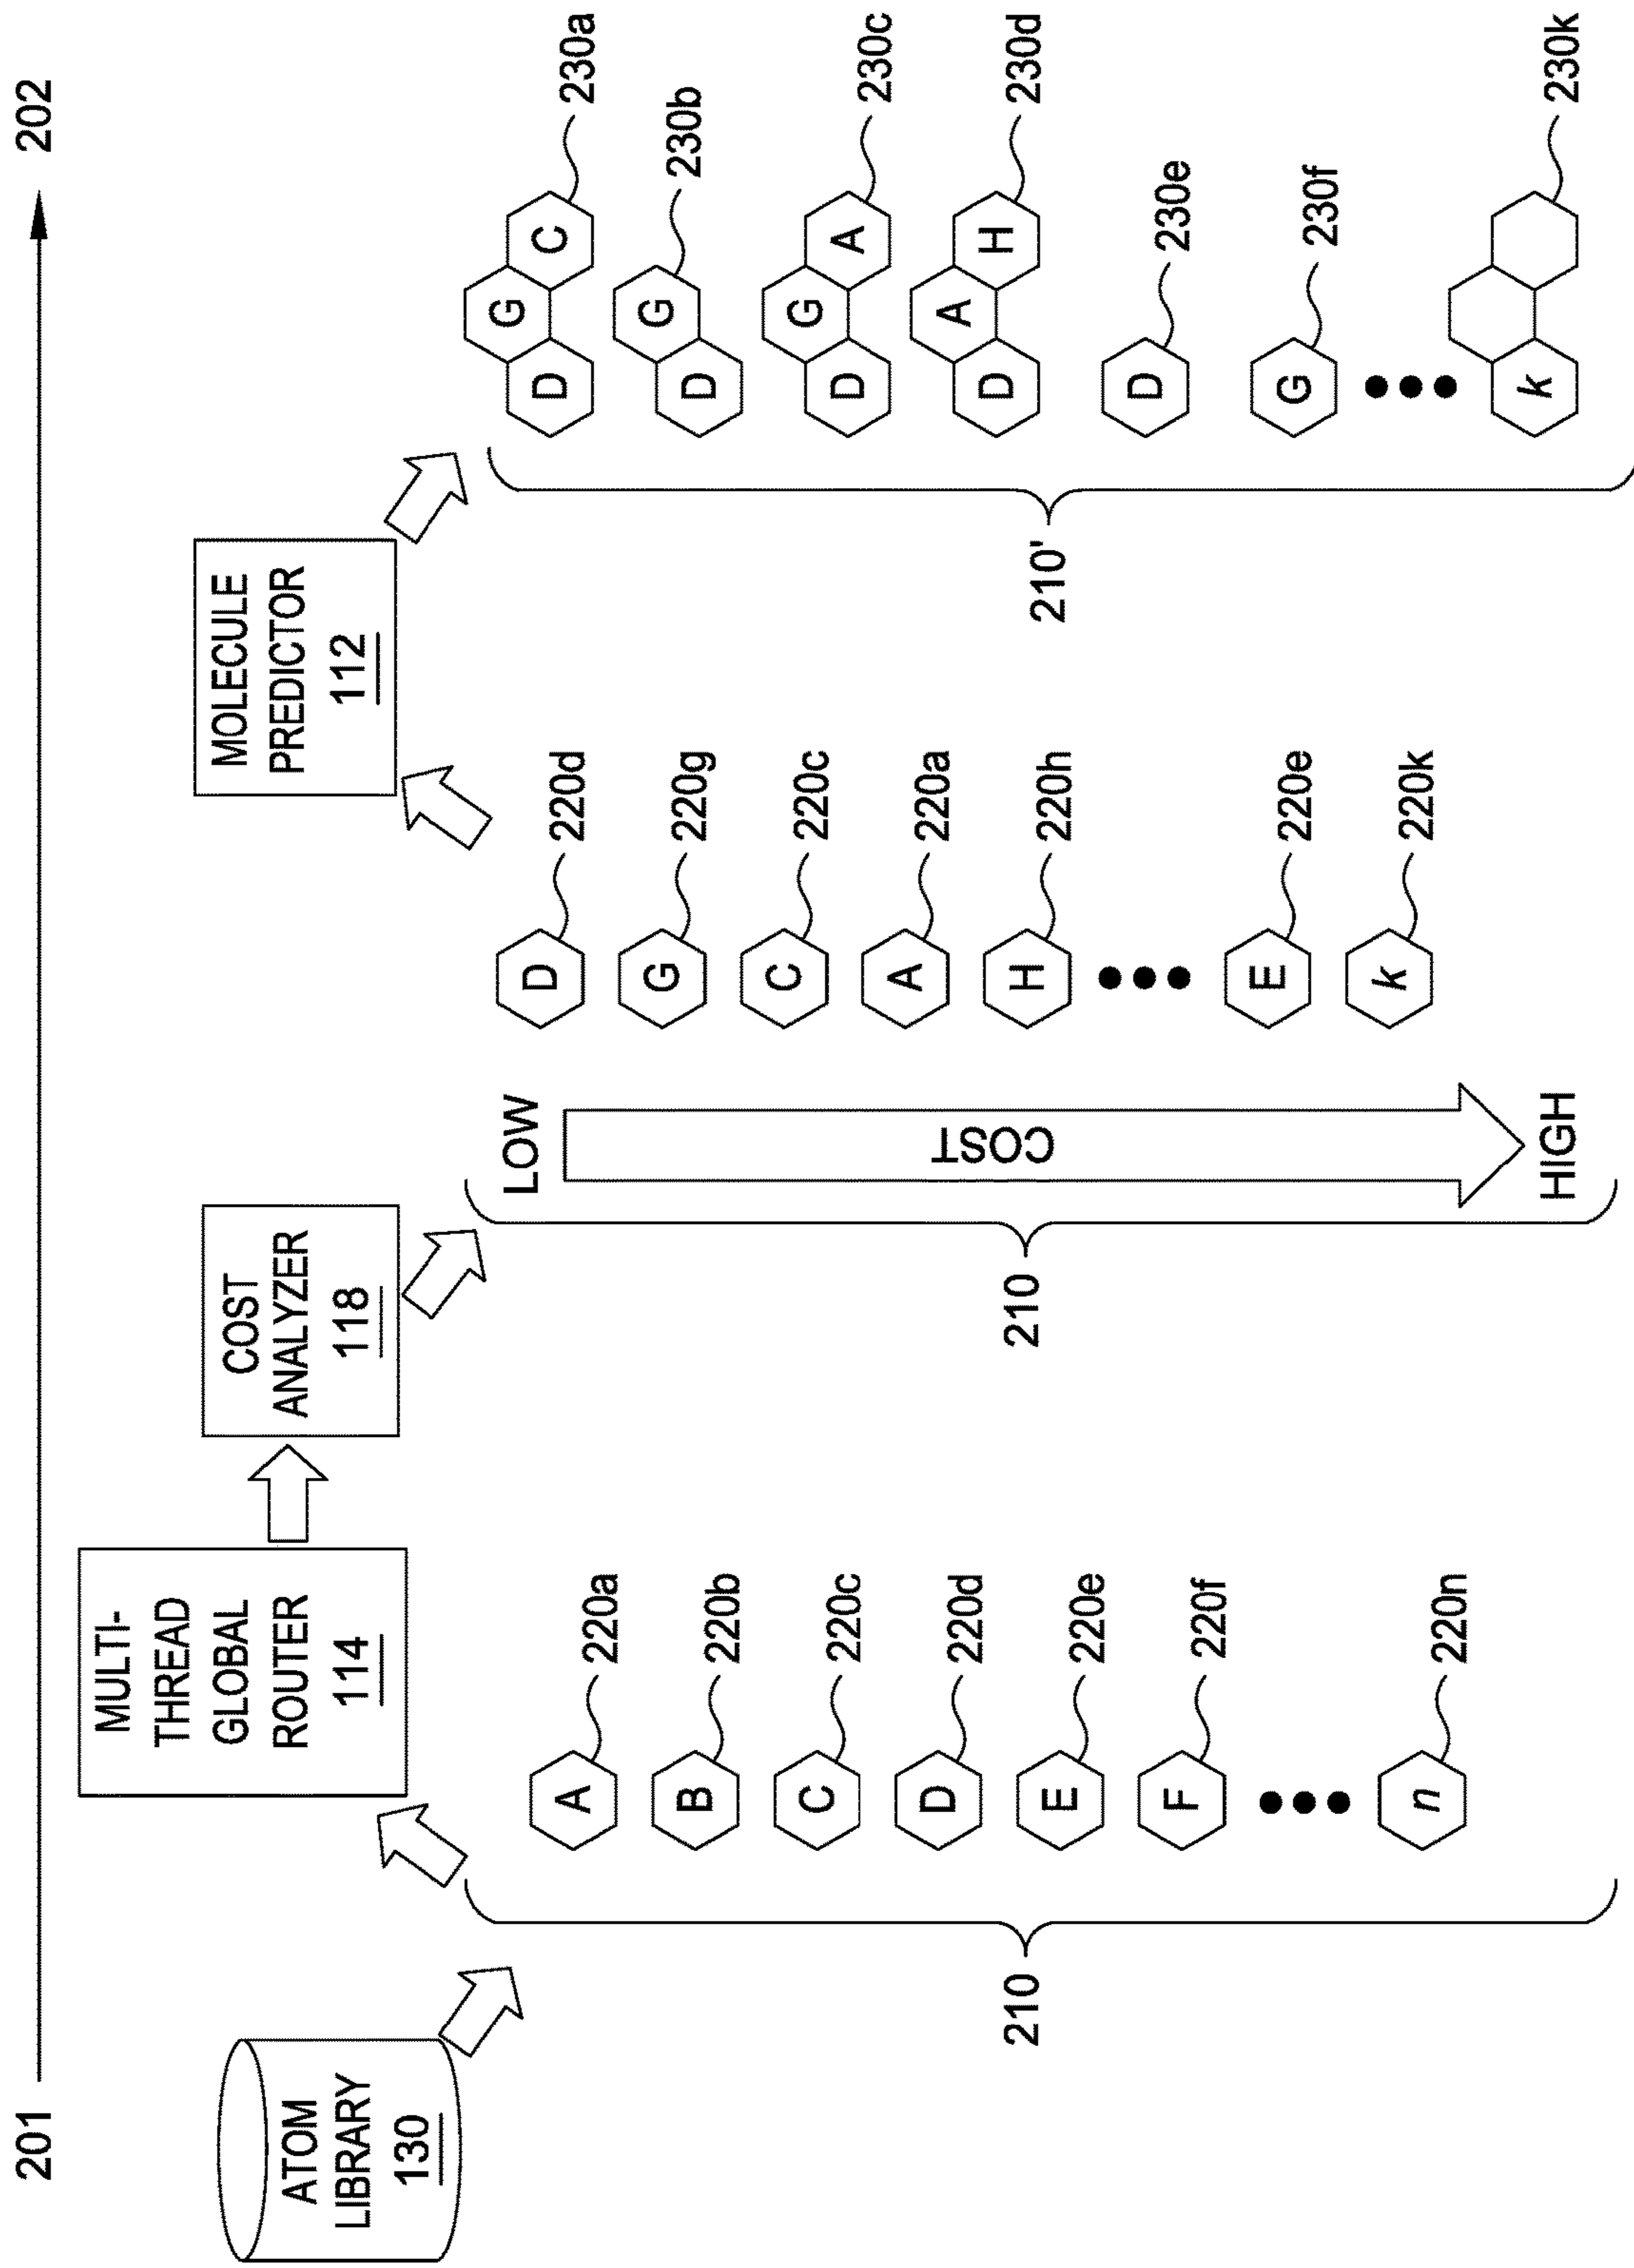 201
202
ATOM
LIBRARY
130
MULTI-
THREAD
GLOBAL
ROUTER
114
COST
ANALYZER
118
MOLECULE
PREDICTOR
112
210
A
220a
B
220b
C
220c
D
220d
E
220e
F
220f
n
220n
210
LOW
COST
HIGH
D
220d
G
220g
C
220c
A
220a
H
220h
E
220e
k
220k
210'
D G C
230a
D G
230b
D G A
230c
D A H
230d
D
230e
G
230f
k
230k